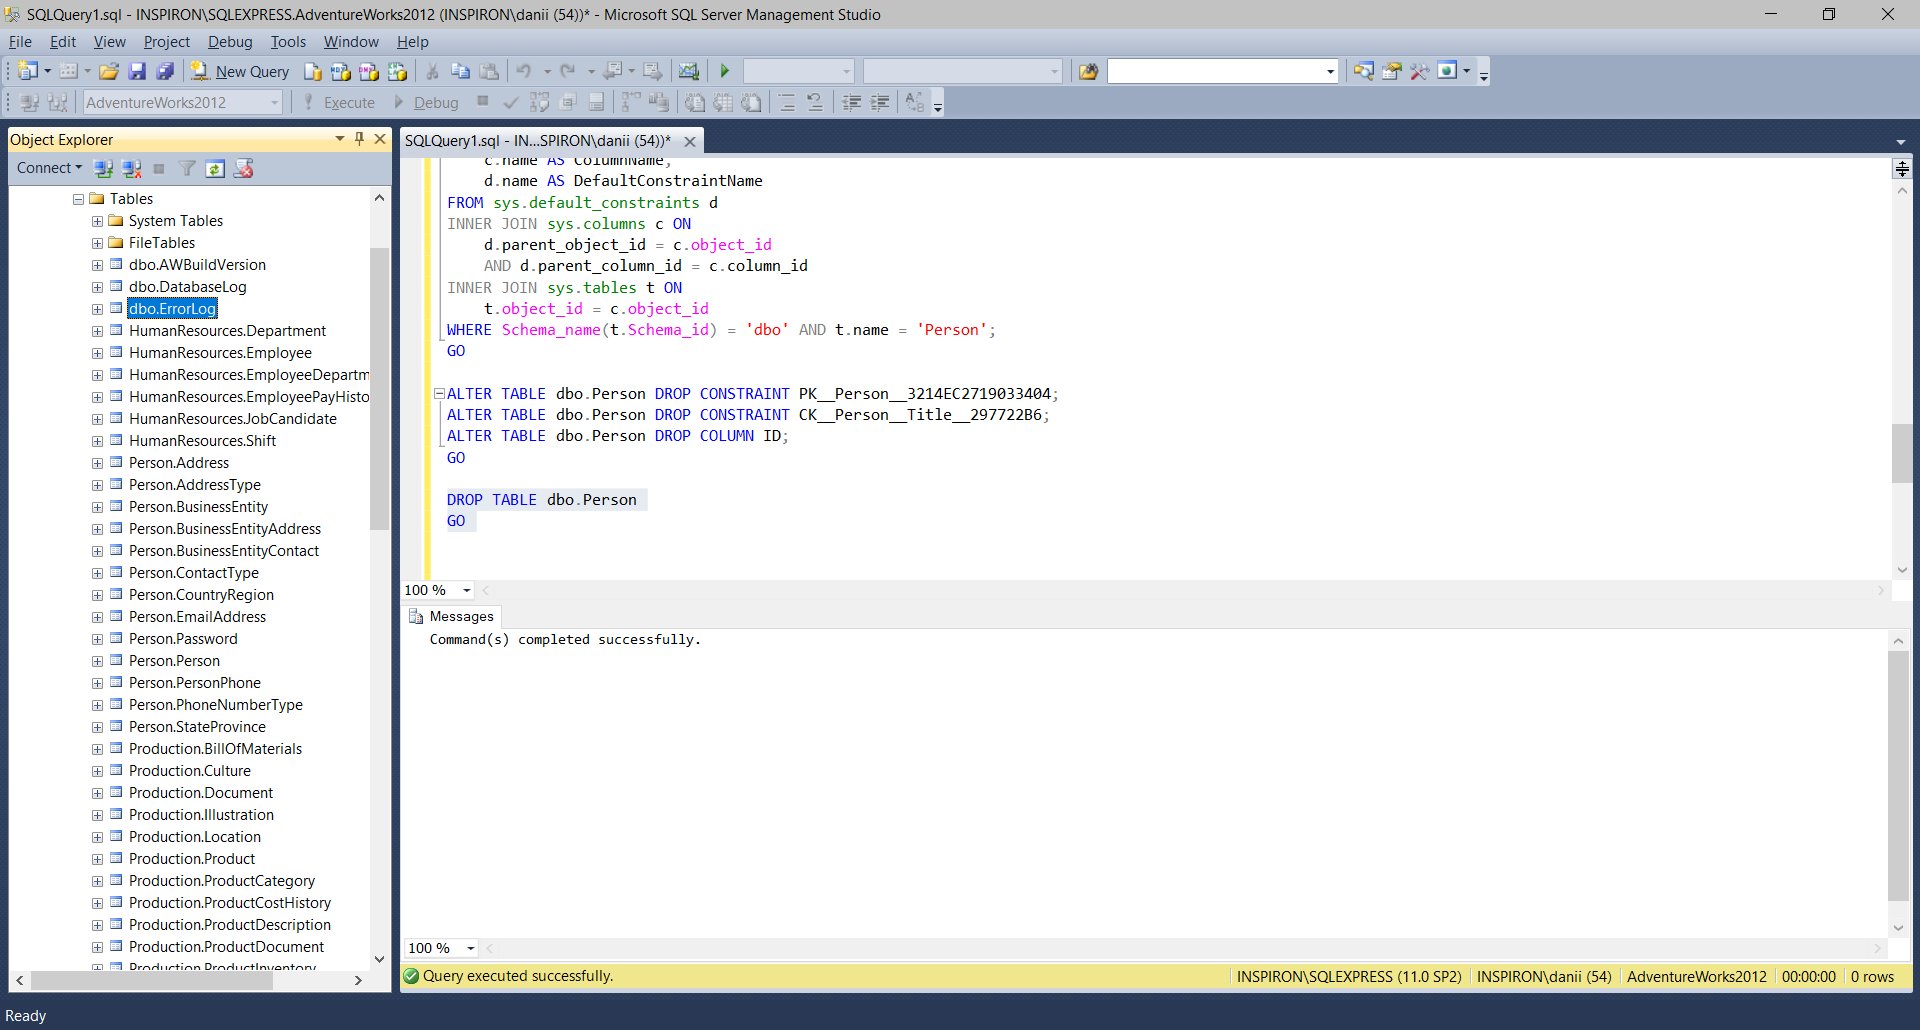 SQLQuery1.sql - INSPIRON\SQLEXPRESS.AdventureWorks2012 (INSPIRON\danii (54))* - Microsoft SQL Server Management Studio
File Edit View Project Debug Tools Window Help
New Query
AdventureWorks2012 Execute Debug
Object Explorer
Connect
Tables
System Tables
FileTables
dbo.AWBuildVersion
dbo.DatabaseLog
dbo.ErrorLog
HumanResources.Department
HumanResources.Employee
HumanResources.EmployeeDepartm
HumanResources.EmployeePayHisto
HumanResources.JobCandidate
HumanResources.Shift
Person.Address
Person.AddressType
Person.BusinessEntity
Person.BusinessEntityAddress
Person.BusinessEntityContact
Person.ContactType
Person.CountryRegion
Person.EmailAddress
Person.Password
Person.Person
Person.PersonPhone
Person.PhoneNumberType
Person.StateProvince
Production.BillOfMaterials
Production.Culture
Production.Document
Production.Illustration
Production.Location
Production.Product
Production.ProductCategory
Production.ProductCostHistory
Production.ProductDescription
Production.ProductDocument
Production.ProductInventory
SQLQuery1.sql - IN...SPIRON\danii (54))*
c.name AS ColumnName,
d.name AS DefaultConstraintName
FROM sys.default_constraints d
INNER JOIN sys.columns c ON
d.parent_object_id = c.object_id
AND d.parent_column_id = c.column_id
INNER JOIN sys.tables t ON
t.object_id = c.object_id
WHERE Schema_name(t.Schema_id) = 'dbo' AND t.name = 'Person';
GO
ALTER TABLE dbo.Person DROP CONSTRAINT PK__Person__3214EC2719033404;
ALTER TABLE dbo.Person DROP CONSTRAINT CK__Person__Title__297722B6;
ALTER TABLE dbo.Person DROP COLUMN ID;
GO
DROP TABLE dbo.Person
GO
100 %
Messages
Command(s) completed successfully.
100 %
Query executed successfully. INSPIRON\SQLEXPRESS (11.0 SP2) INSPIRON\danii (54) AdventureWorks2012 00:00:00 0 rows
Ready